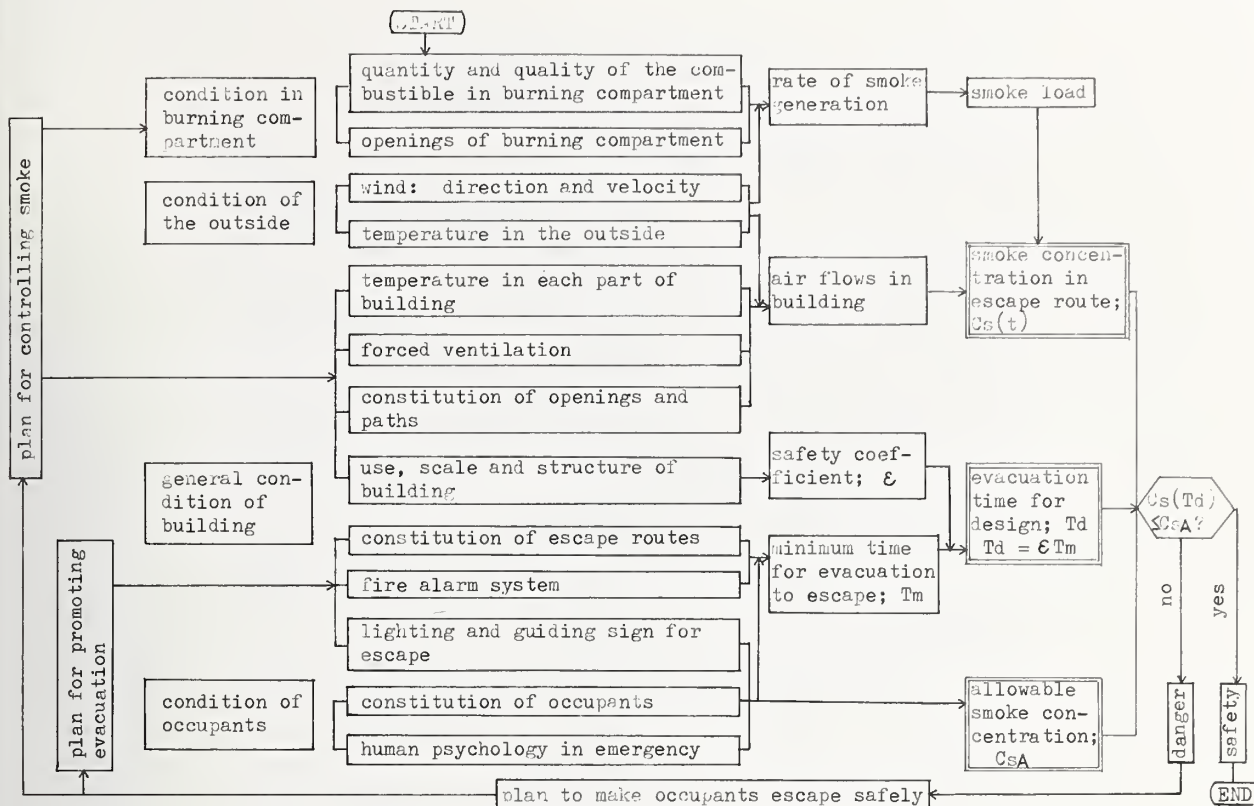 START
plan for controlling smoke
plan for promoting
evacuation
condition in
burning com-
partment
condition of
the outside
general con-
dition of
building
condition of
occupants
quantity and quality of the com-
bustible in burning compartment
openings of burning compartment
wind: direction and velocity
temperature in the outside
temperature in each part of
building
forced ventilation
constitution of openings and
paths
use, scale and structure of
building
constitution of escape routes
fire alarm system
lighting and guiding sign for
escape
constitution of occupants
human psychology in emergency
rate of smoke
generation
air flows in
building
safety coef-
ficient; ε
minimum time
for evacuation
to escape; Tm
smoke load
smoke concen-
tration in
escape route;
Cs(t)
evacuation
time for
design; Td
Td = εTm
allowable
smoke con-
centration;
CsA
Cs(Td)
≤CsA?
no
yes
danger
safety
plan to make occupants escape safely
END